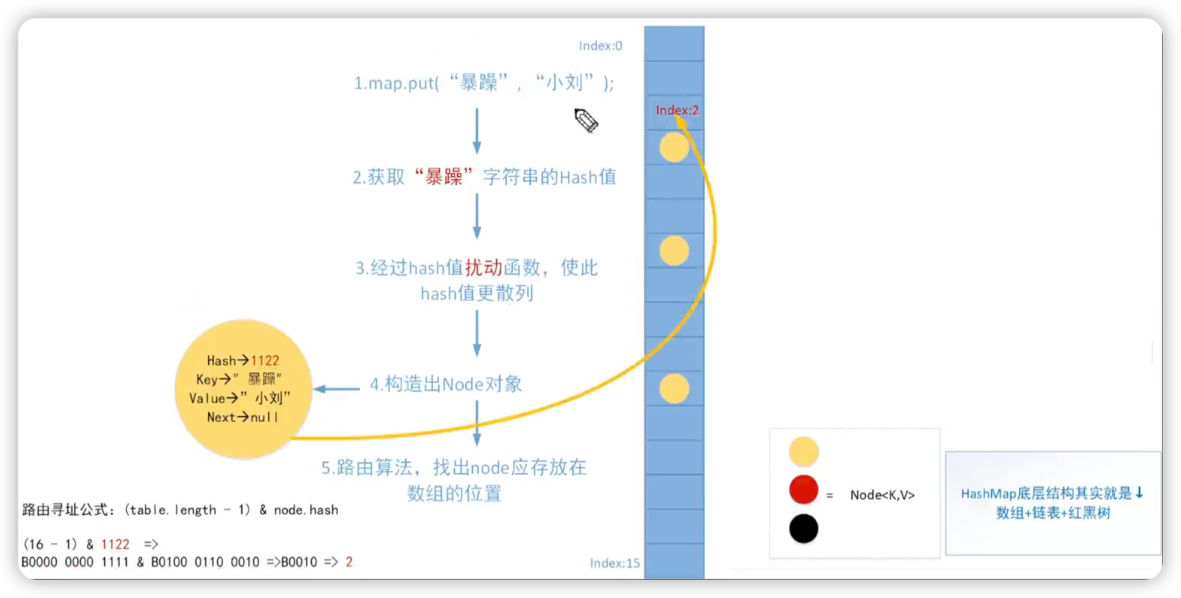 Index:0
1.map.put(“暴躁”, “小刘”);
Index:2
2.获取“暴躁”字符串的Hash值
3.经过hash值扰动函数，使此
hash值更散列
Hash→1122
Key→”暴躁”
Value→”小刘”
Next→null
4.构造出Node对象
5.路由算法，找出node应存放在
数组的位置
路由寻址公式：(table.length - 1) & node.hash
(16 - 1) & 1122 =>
B0000 0000 1111 & B0100 0110 0010 =>B0010 => 2
Index:15
= Node<K,V>
HashMap底层结构其实就是↓
数组+链表+红黑树